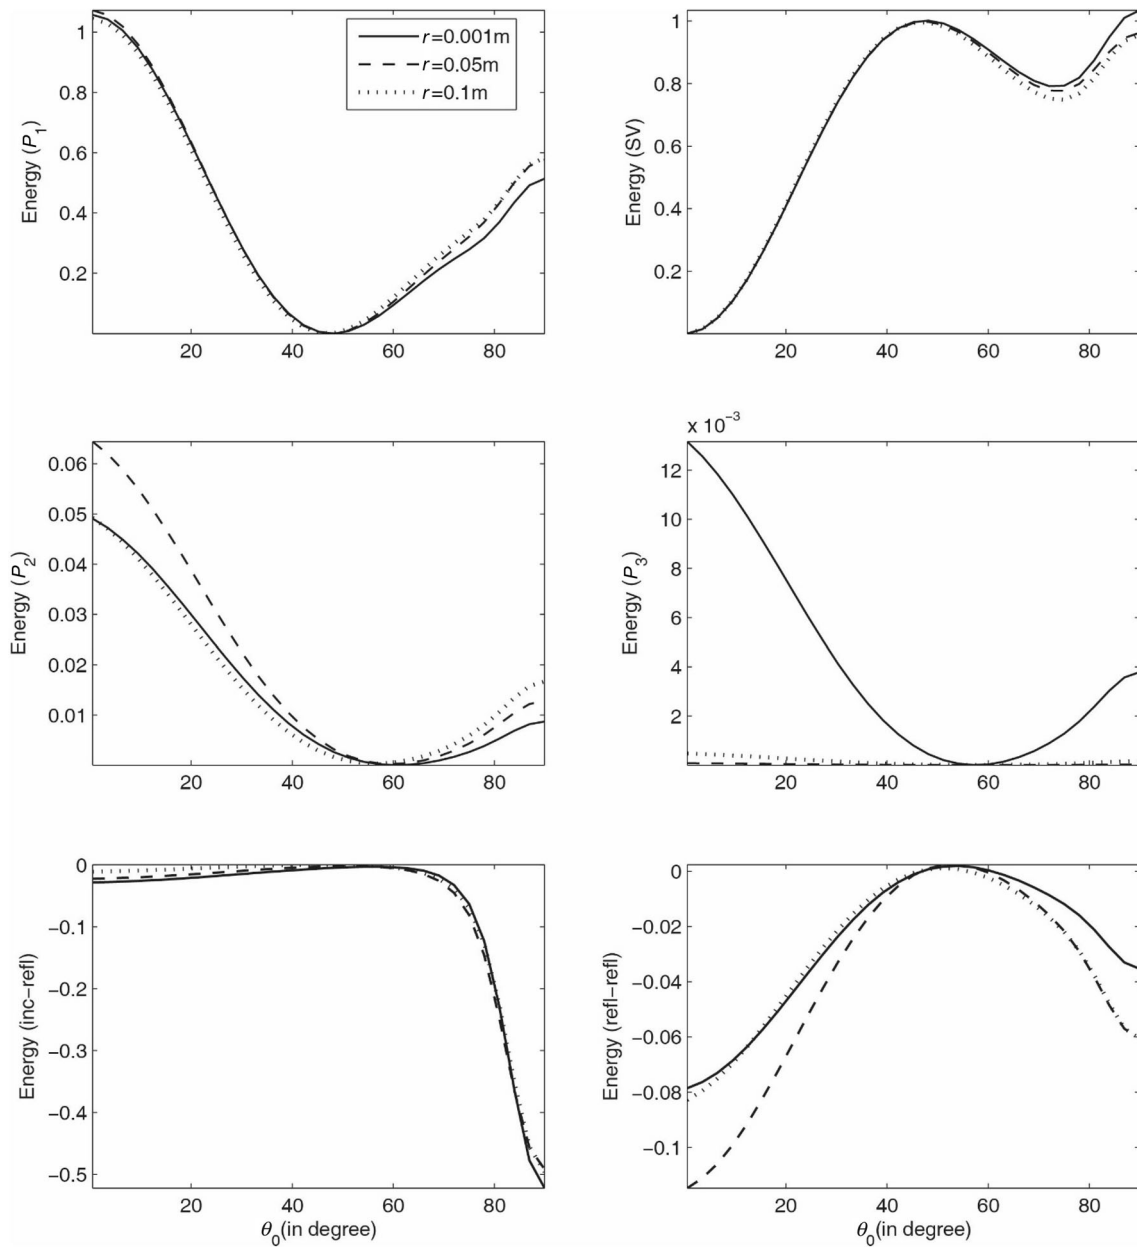 1
0.8
0.6
0.4
0.2
Energy (P1)
r=0.001m
r=0.05m
r=0.1m
20 40 60 80
1
0.8
0.6
0.4
0.2
Energy (SV)
20 40 60 80
0.06
0.05
0.04
0.03
0.02
0.01
Energy (P2)
20 40 60 80
x 10−3
12
10
8
6
4
2
Energy (P3)
20 40 60 80
0
−0.1
−0.2
−0.3
−0.4
−0.5
Energy (inc−refl)
20 40 60 80
θ0(in degree)
0
−0.02
−0.04
−0.06
−0.08
−0.1
Energy (refl−refl)
20 40 60 80
θ0(in degree)